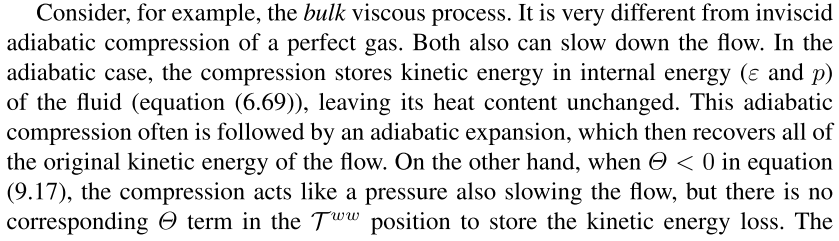 Consider, for example, the bulk viscous process. It is very different from inviscid
adiabatic compression of a perfect gas. Both also can slow down the flow. In the
adiabatic case, the compression stores kinetic energy in internal energy (ε and p)
of the fluid (equation (6.69)), leaving its heat content unchanged. This adiabatic
compression often is followed by an adiabatic expansion, which then recovers all of
the original kinetic energy of the flow. On the other hand, when Θ < 0 in equation
(9.17), the compression acts like a pressure also slowing the flow, but there is no
corresponding Θ term in the 𝒯^{ww} position to store the kinetic energy loss. The